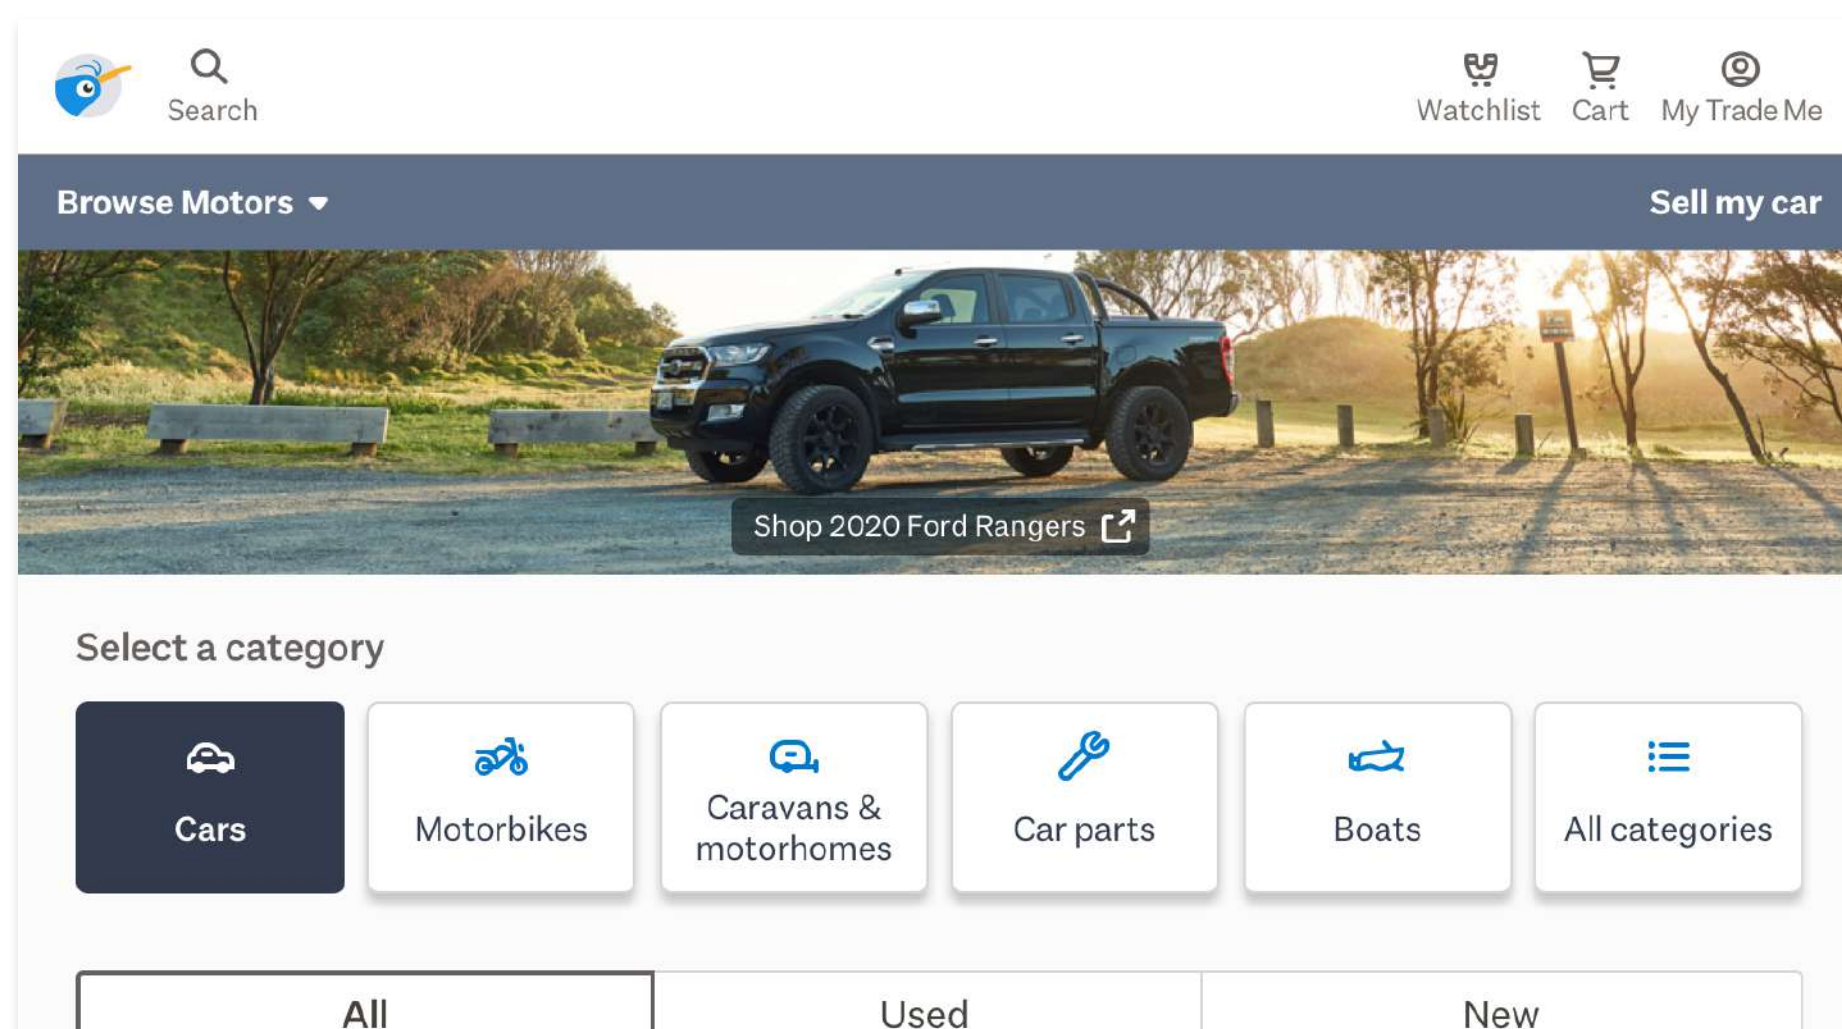 Search
Watchlist
Cart
My Trade Me
Browse Motors
Sell my car
Shop 2020 Ford Rangers
Select a category
Cars
Motorbikes
Caravans &
motorhomes
Car parts
Boats
All categories
All
Used
New